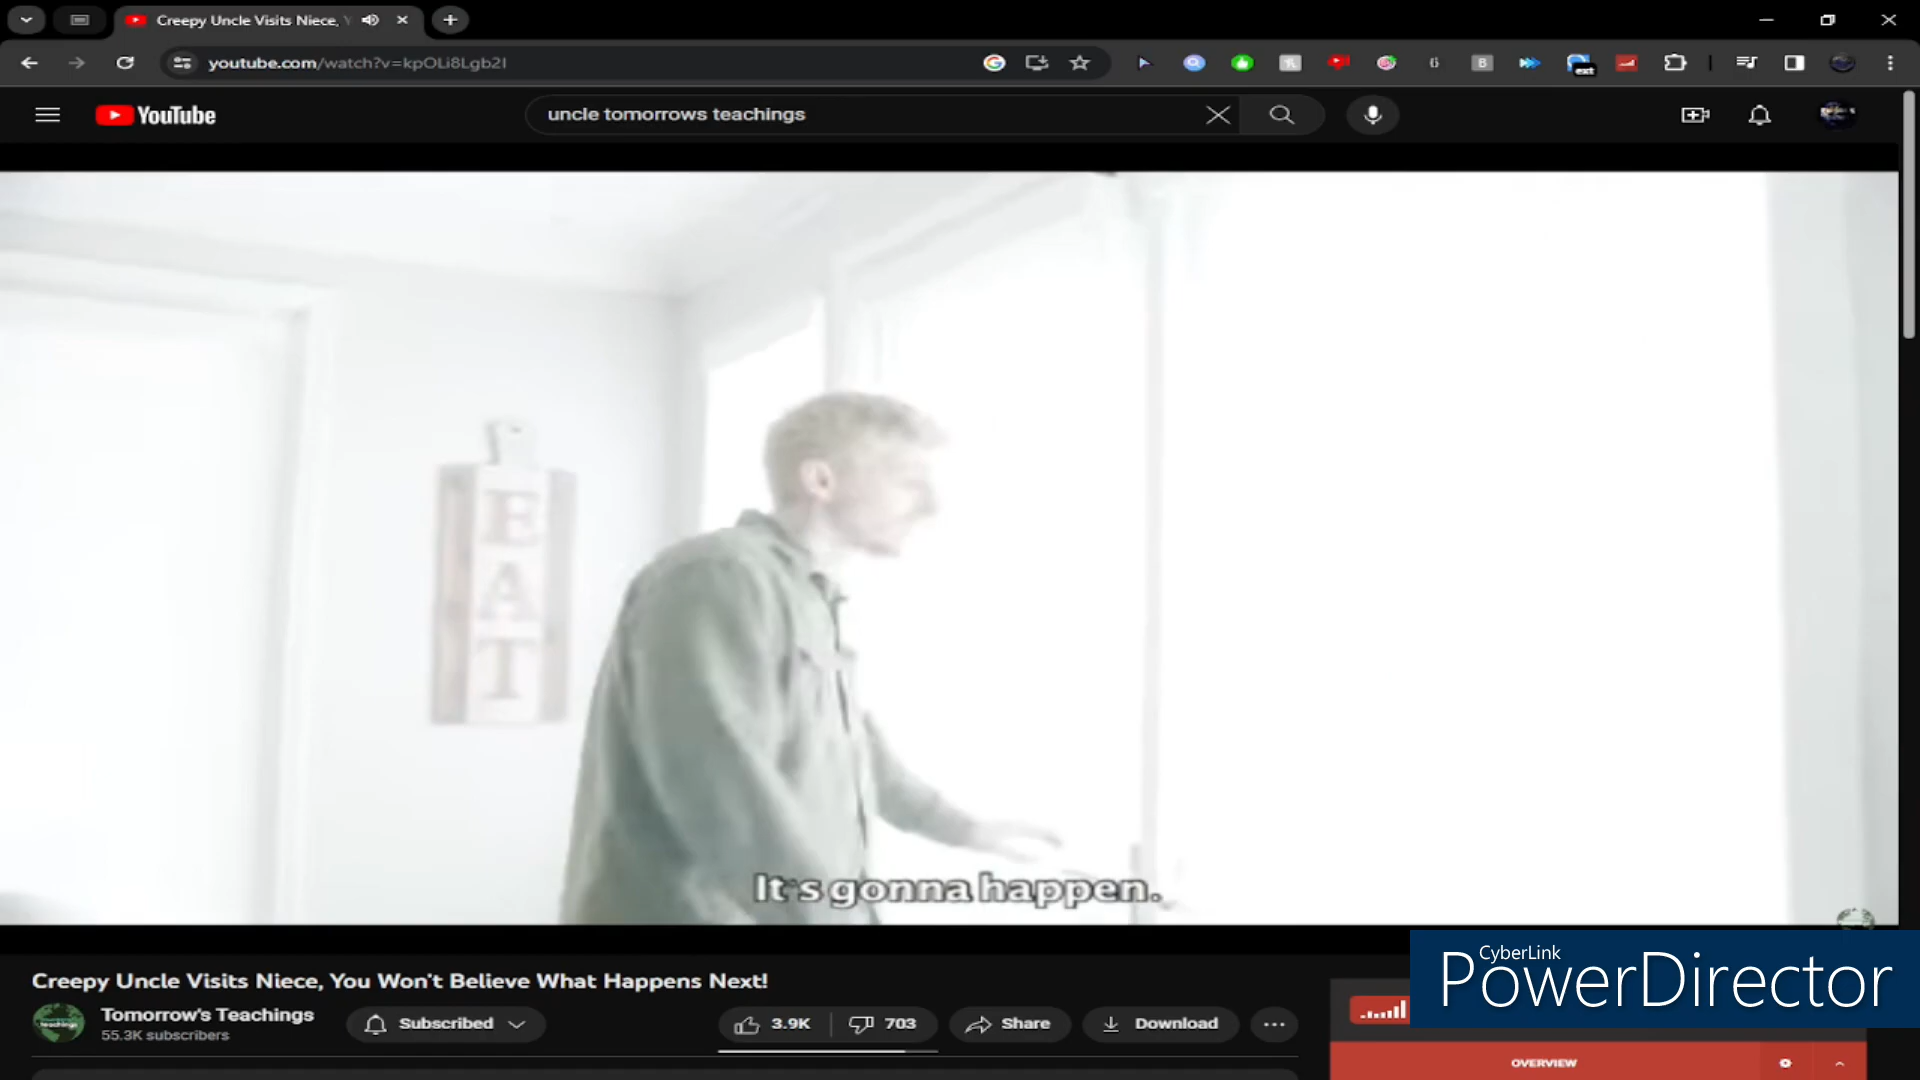 Creepy Uncle Visits Niece, Y
youtube.com/watch?v=kpOLi8Lgb2I
ext
YouTube
uncle tomorrows teachings
EAT
It's gonna happen.
CyberLink
PowerDirector
Creepy Uncle Visits Niece, You Won't Believe What Happens Next!
Tomorrow's Teachings
55.3K subscribers
Subscribed
3.9K
703
Share
Download
OVERVIEW